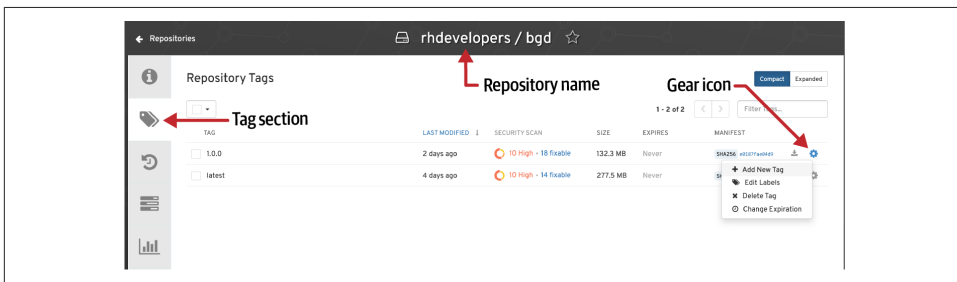 ← Repositories
rhdevelopers / bgd
Repository Tags
Repository name
Gear icon
Compact Expanded
Tag section
1 - 2 of 2 < > Filter Tags...
TAG LAST MODIFIED ↓ SECURITY SCAN SIZE EXPIRES MANIFEST
1.0.0 2 days ago 10 High - 18 fixable 132.3 MB Never SHA256
latest 4 days ago 10 High - 14 fixable 277.5 MB Never
+ Add New Tag
Edit Labels
✖ Delete Tag
Change Expiration